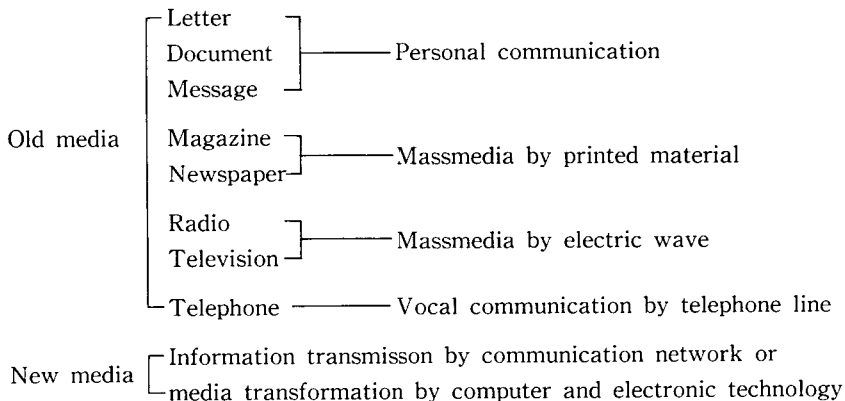 Letter
Document
Personal communication
Message
Old media
Magazine
Massmedia by printed material
Newspaper
Radio
Massmedia by electric wave
Television
Telephone
Vocal communication by telephone line
Information transmisson by communication network or
New media
media transformation by computer and electronic technology